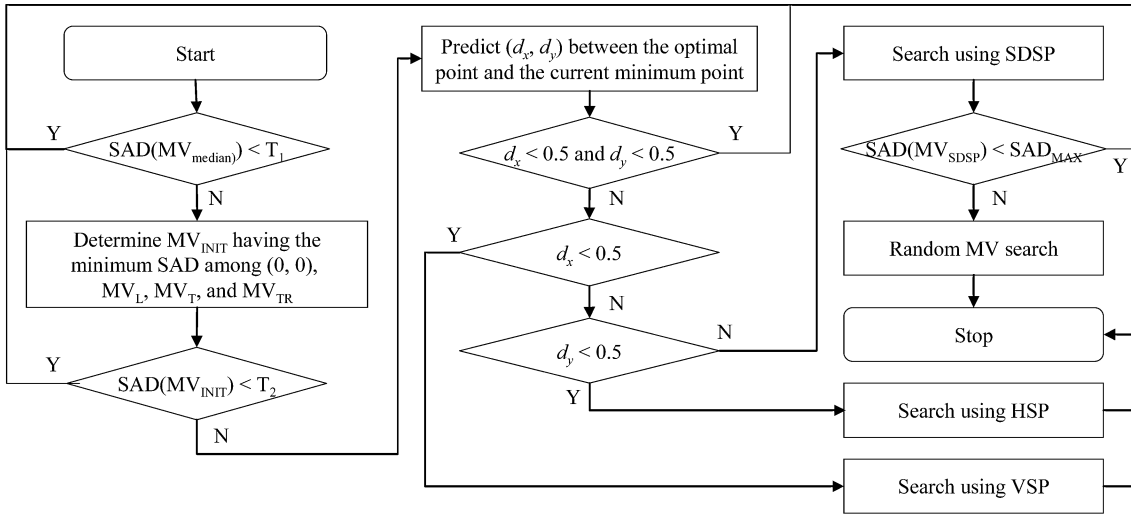 Start
Y
SAD(MV_median)) < T_1
N
Determine MV_INIT having the
minimum SAD among (0, 0),
MV_L, MV_T, and MV_TR
Y
SAD(MV_INIT) < T_2
N
Predict (d_x, d_y) between the optimal
point and the current minimum point
Y
d_x < 0.5 and d_y < 0.5
N
Y
d_x < 0.5
N
N
d_y < 0.5
Y
Search using SDSP
SAD(MV_SDSP) < SAD_MAX
Y
N
Random MV search
Stop
Search using HSP
Search using VSP